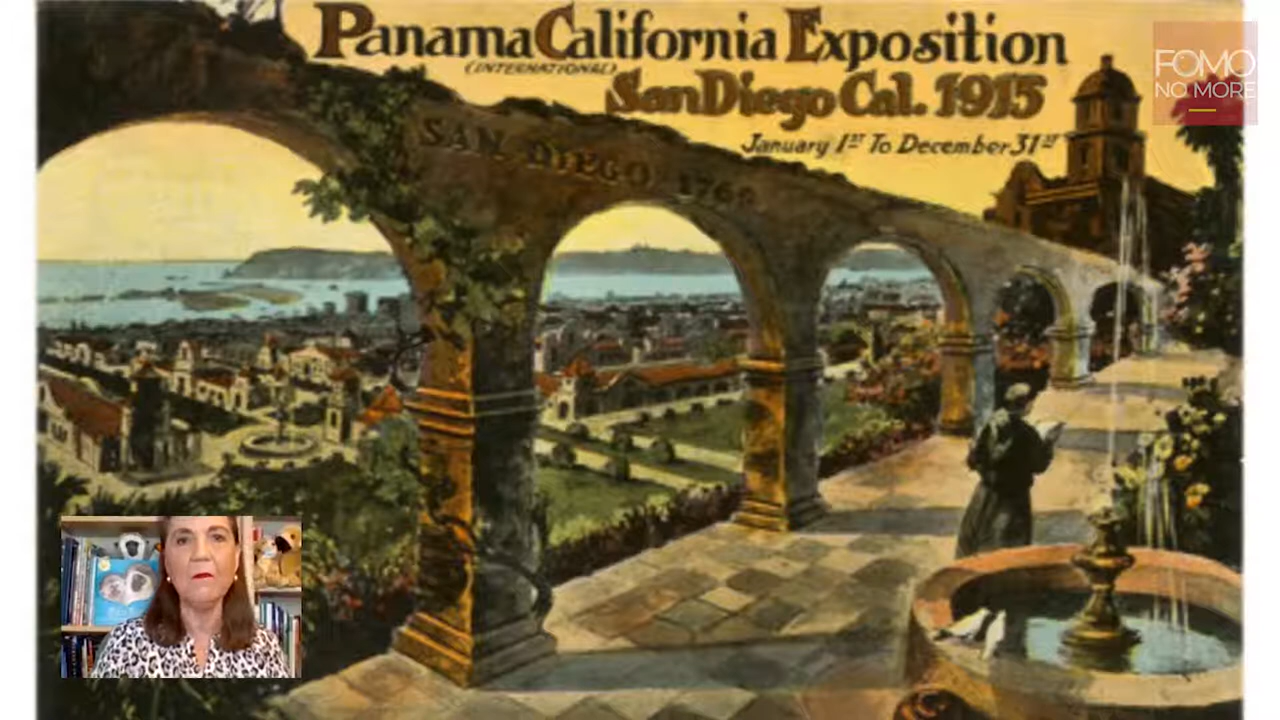 Panama California Exposition
(INTERNATIONAL)
San Diego Cal. 1915
January 1ST To December 31ST
SAN DIEGO 1769
FOMO
NO MORE